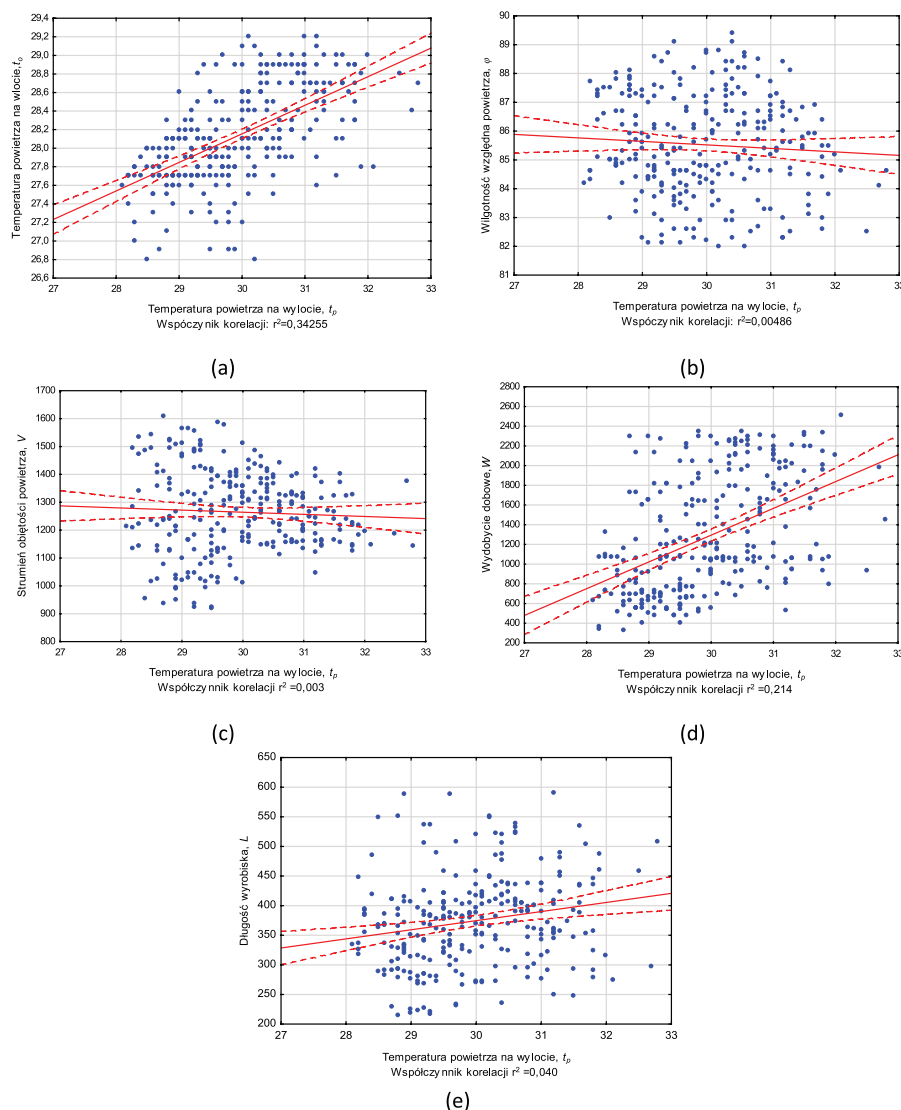 Temperatura powietrza na wlocie, to
29,4
29,2
29,0
28,8
28,6
28,4
28,2
28,0
27,8
27,6
27,4
27,2
27,0
26,8
26,6
27 28 29 30 31 32 33
Temperatura powietrza na wylocie, tp
Wspóczynik korelacji: r²=0,34255
(a)
Wilgotność względna powietrza, φ
90
89
88
87
86
85
84
83
82
81
27 28 29 30 31 32 33
Temperatura powietrza na wylocie, tp
Wspóczynik korelacji: r²=0,00486
(b)
Strumień obiętości powietrza, V
1700
1600
1500
1400
1300
1200
1100
1000
900
800
27 28 29 30 31 32 33
Temperatura powietrza na wylocie, tp
Współczynnik korelacji r² =0,003
(c)
Wydobycie dobowe, W
2800
2600
2400
2200
2000
1800
1600
1400
1200
1000
800
600
400
200
27 28 29 30 31 32 33
Temperatura powietrza na wylocie, tp
Współczynnik korelacji r² =0,214
(d)
Długość wyrobiska, L
650
600
550
500
450
400
350
300
250
200
27 28 29 30 31 32 33
Temperatura powietrza na wylocie, tp
Współczynnik korelacji r² =0,040
(e)